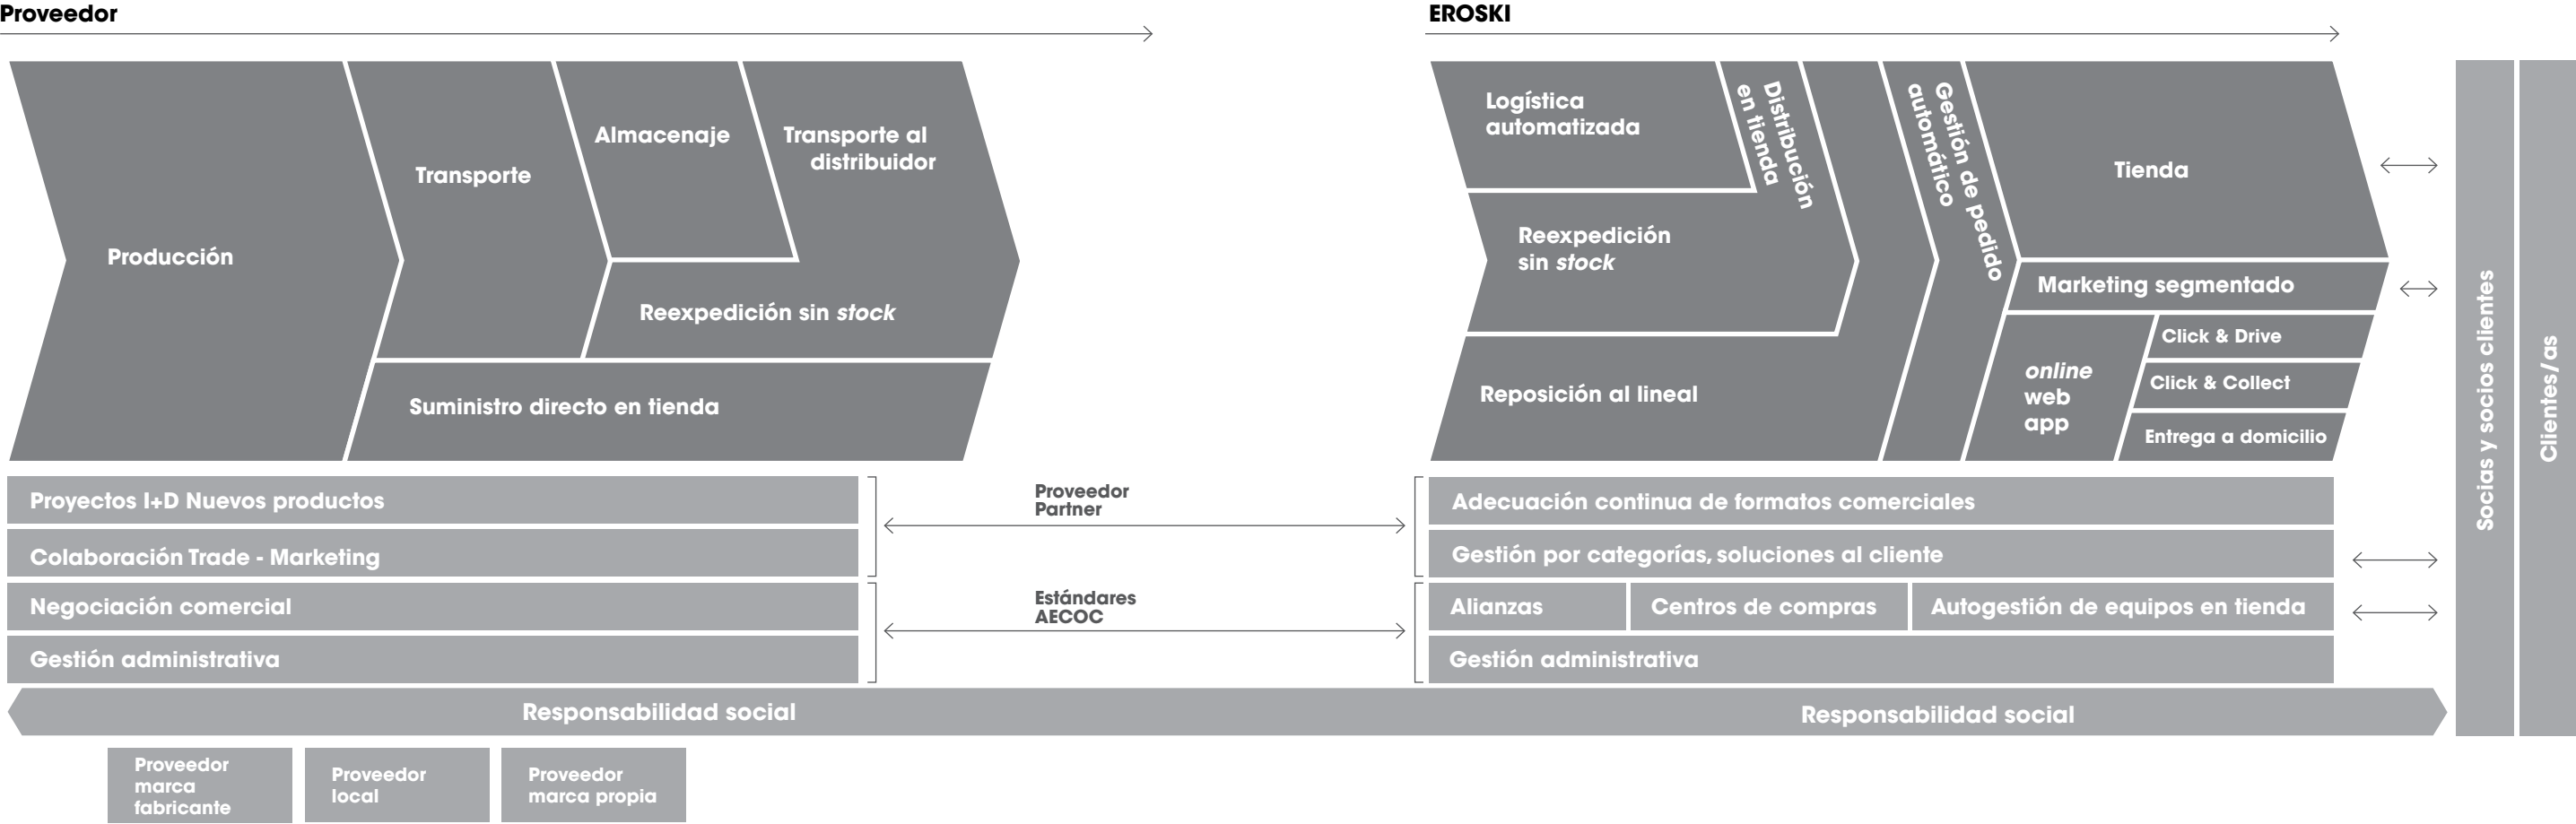 Proveedor
Producción
Transporte
Almacenaje
Transporte al
distribuidor
Reexpedición sin stock
Suministro directo en tienda
Proyectos I+D Nuevos productos
Colaboración Trade - Marketing
Negociación comercial
Gestión administrativa
Proveedor
Partner
Estándares
AECOC
EROSKI
Logística
automatizada
Distribución
en tienda
Reexpedición
sin stock
Reposición al lineal
Gestión de pedido
automático
Tienda
Marketing segmentado
online
web
app
Click & Drive
Click & Collect
Entrega a domicilio
Adecuación continua de formatos comerciales
Gestión por categorías, soluciones al cliente
Alianzas
Centros de compras
Autogestión de equipos en tienda
Gestión administrativa
Socias y socios clientes
Clientes/as
Responsabilidad social
Responsabilidad social
Proveedor
marca
fabricante
Proveedor
local
Proveedor
marca propia